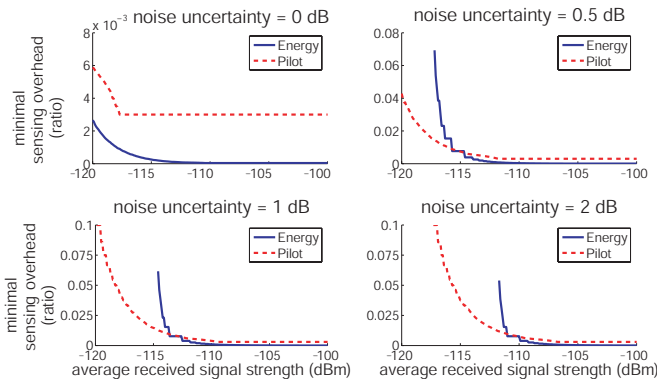 x 10⁻³ noise uncertainty = 0 dB
8
6
4
2
0
-120 -115 -110 -105 -100
Energy
Pilot
minimal
sensing overhead
(ratio)
noise uncertainty = 0.5 dB
0.08
0.06
0.04
0.02
0
-120 -115 -110 -105 -100
Energy
Pilot
noise uncertainty = 1 dB
0.1
0.075
0.05
0.025
0
-120 -115 -110 -105 -100
Energy
Pilot
minimal
sensing overhead
(ratio)
average received signal strength (dBm)
noise uncertainty = 2 dB
0.1
0.075
0.05
0.025
0
-120 -115 -110 -105 -100
Energy
Pilot
average received signal strength (dBm)